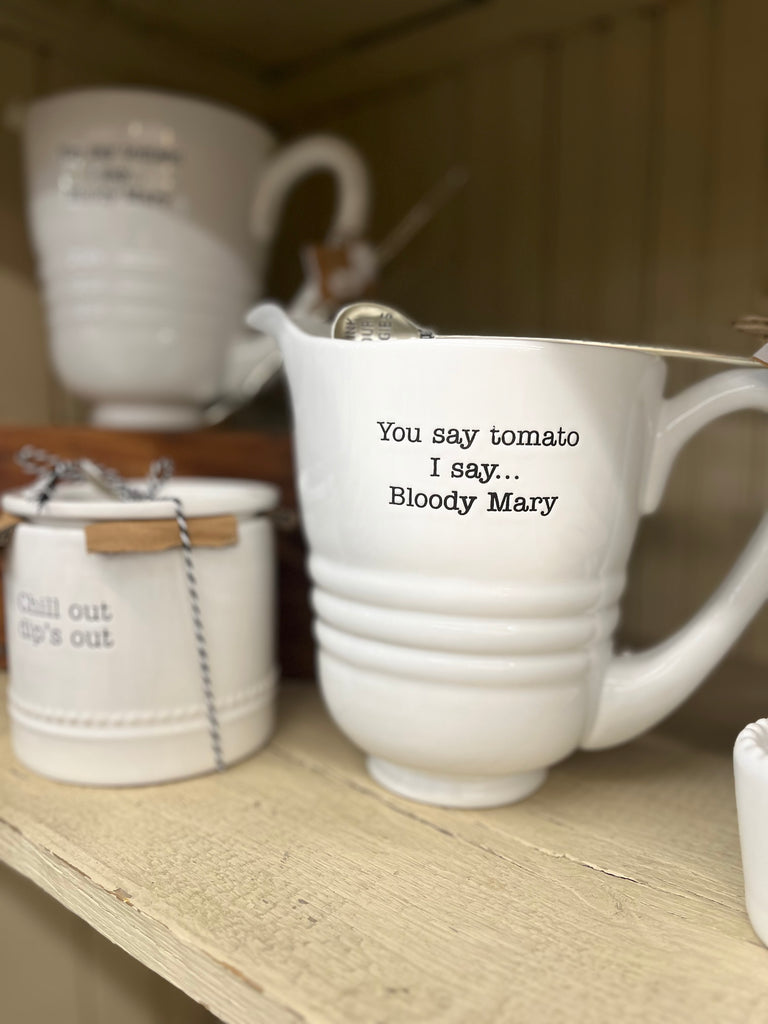 You say tomato
I say...
Bloody Mary
Chill out
dip's out